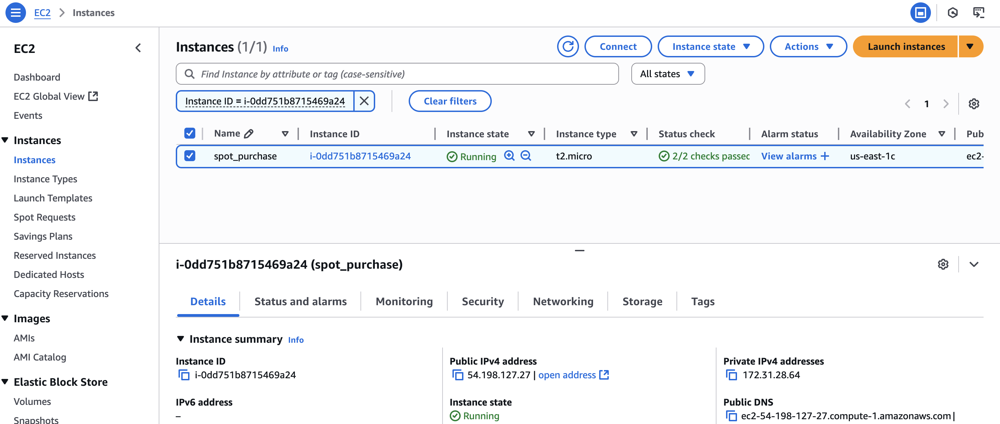 EC2 > Instances
EC2
Dashboard
EC2 Global View
Events
Instances
Instances
Instance Types
Launch Templates
Spot Requests
Savings Plans
Reserved Instances
Dedicated Hosts
Capacity Reservations
Images
AMIs
AMI Catalog
Elastic Block Store
Volumes
Snapshots
Instances (1/1) Info
Connect
Instance state
Actions
Launch instances
Find Instance by attribute or tag (case-sensitive)
All states
Instance ID = i-0dd751b8715469a24
Clear filters
1
Name Instance ID Instance state Instance type Status check Alarm status Availability Zone Pub
spot_purchase i-0dd751b8715469a24 Running t2.micro 2/2 checks passed View alarms + us-east-1c ec2-
i-0dd751b8715469a24 (spot_purchase)
Details Status and alarms Monitoring Security Networking Storage Tags
Instance summary Info
Instance ID
i-0dd751b8715469a24
Public IPv4 address
54.198.127.27 | open address
Private IPv4 addresses
172.31.28.64
IPv6 address
–
Instance state
Running
Public DNS
ec2-54-198-127-27.compute-1.amazonaws.com |